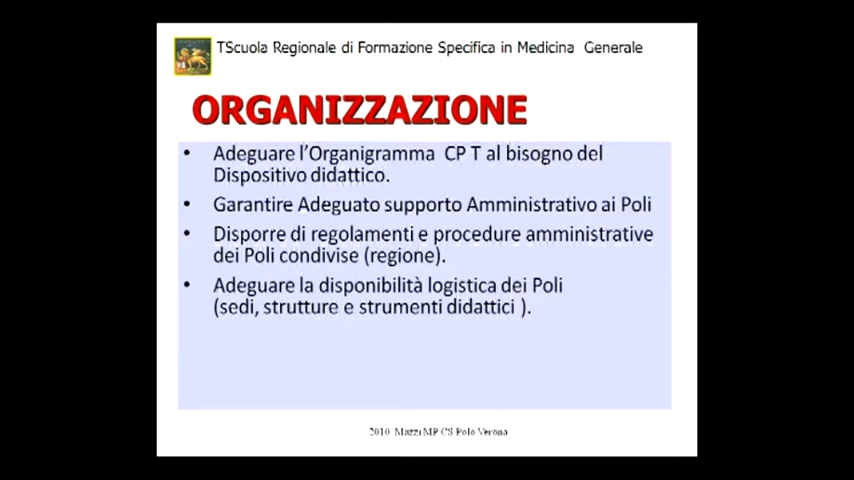 TScuola Regionale di Formazione Specifica in Medicina Generale
ORGANIZZAZIONE
• Adeguare l'Organigramma CP T al bisogno del
Dispositivo didattico.
• Garantire Adeguato supporto Amministrativo ai Poli
• Disporre di regolamenti e procedure amministrative
dei Poli condivise (regione).
• Adeguare la disponibilità logistica dei Poli
(sedi, strutture e strumenti didattici ).
2010 Mazzi MP CS Polo Verona